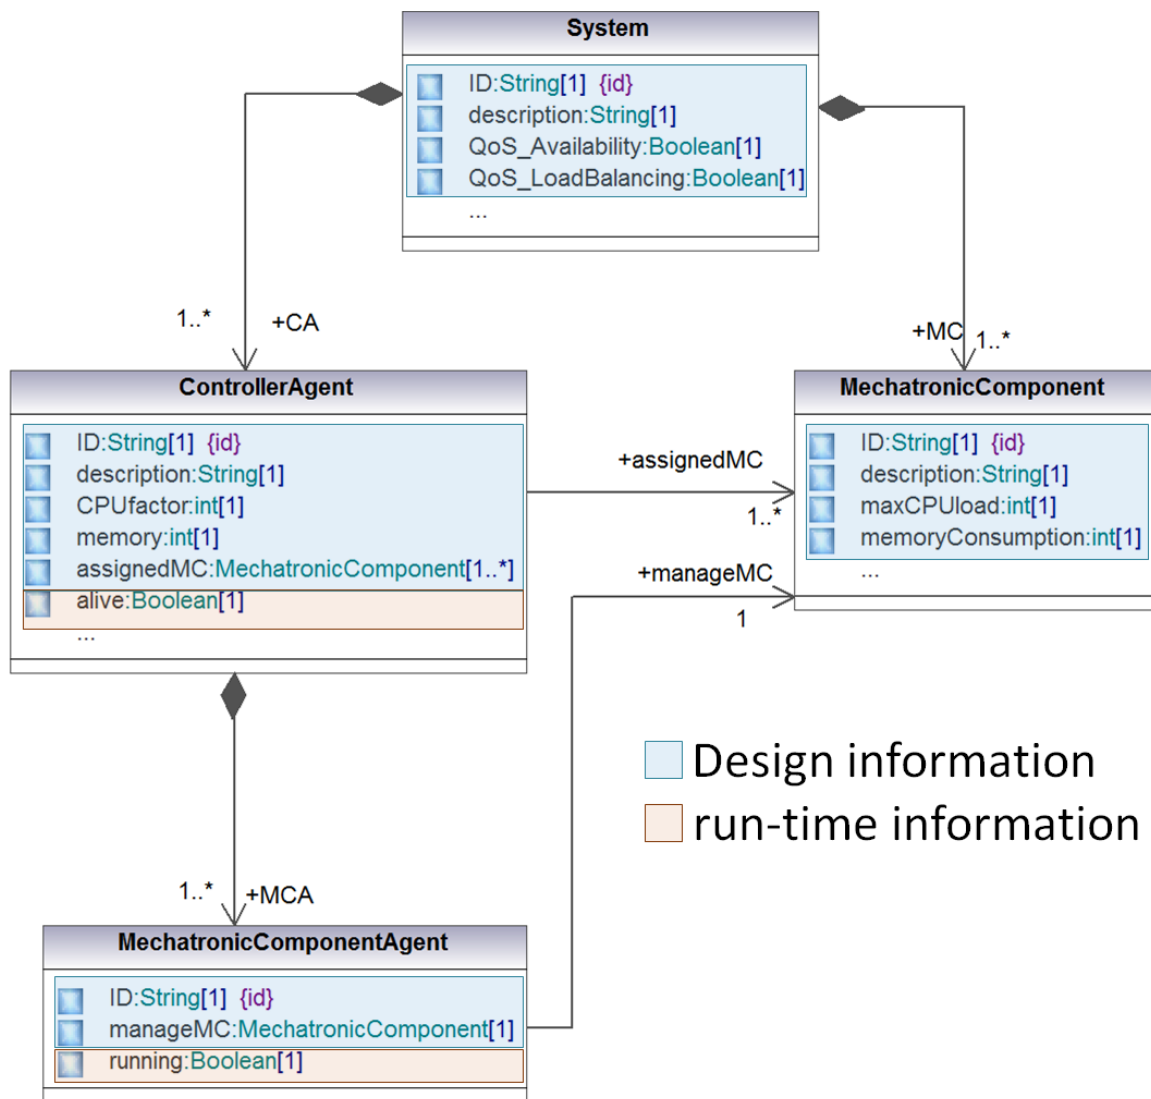 System
ID:String[1] {id}
description:String[1]
QoS_Availability:Boolean[1]
QoS_LoadBalancing:Boolean[1]
...
1..*
+CA
+MC
1..*
ControllerAgent
ID:String[1] {id}
description:String[1]
CPUfactor:int[1]
memory:int[1]
assignedMC:MechatronicComponent[1..*]
alive:Boolean[1]
...
+assignedMC
1..*
+manageMC
1
MechatronicComponent
ID:String[1] {id}
description:String[1]
maxCPUload:int[1]
memoryConsumption:int[1]
...
Design information
run-time information
1..*
+MCA
MechatronicComponentAgent
ID:String[1] {id}
manageMC:MechatronicComponent[1]
running:Boolean[1]